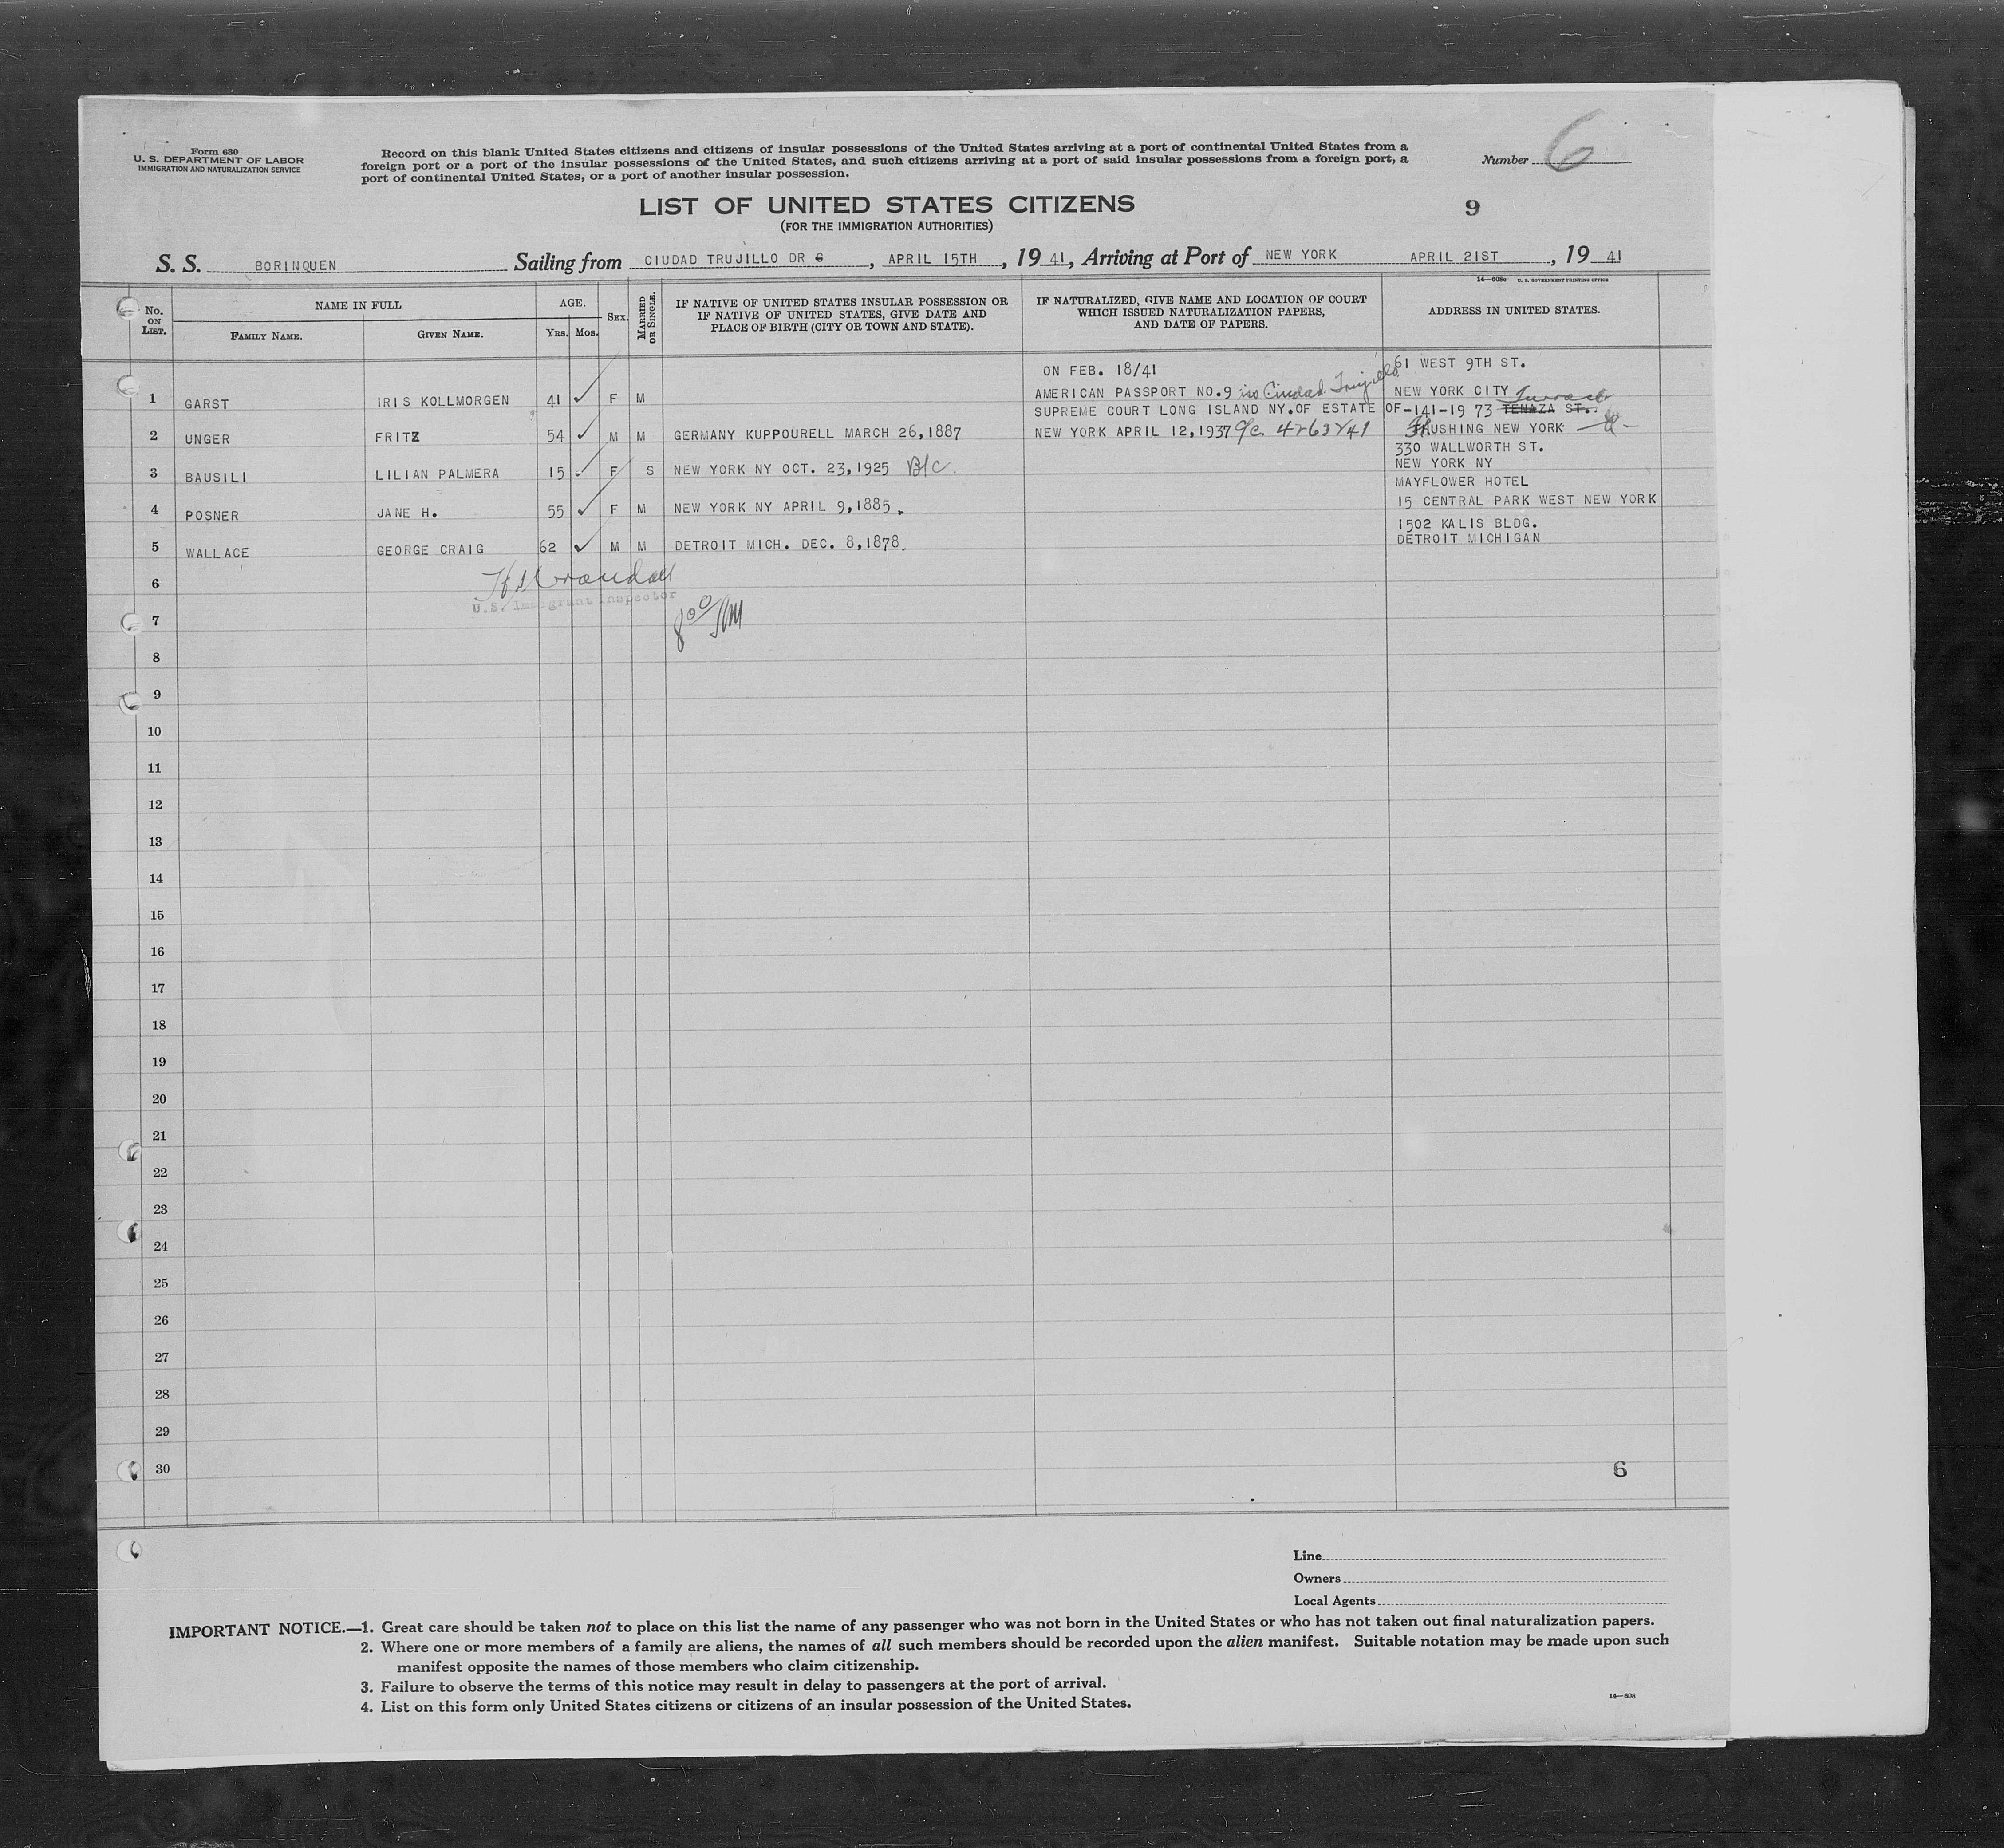 Form 630
U. S. DEPARTMENT OF LABOR
IMMIGRATION AND NATURALIZATION SERVICE
Record on this blank United States citizens and citizens of insular possessions of the United States arriving at a port of continental United States from a
foreign port or a port of the insular possessions of the United States, and such citizens arriving at a port of said insular possessions from a foreign port, a
port of continental United States, or a port of another insular possession.
Number 6
LIST OF UNITED STATES CITIZENS
(FOR THE IMMIGRATION AUTHORITIES)
9
S. S. BORINQUEN Sailing from CIUDAD TRUJILLO DR , APRIL 15TH , 19 41, Arriving at Port of NEW YORK APRIL 21ST , 19 41
14—608c U. S. GOVERNMENT PRINTING OFFICE
No. ON LIST.
NAME IN FULL
FAMILY NAME. GIVEN NAME.
AGE.
YRS. MOS.
SEX.
MARRIED OR SINGLE.
IF NATIVE OF UNITED STATES INSULAR POSSESSION OR
IF NATIVE OF UNITED STATES, GIVE DATE AND
PLACE OF BIRTH (CITY OR TOWN AND STATE).
IF NATURALIZED, GIVE NAME AND LOCATION OF COURT
WHICH ISSUED NATURALIZATION PAPERS,
AND DATE OF PAPERS.
ADDRESS IN UNITED STATES.
ON FEB. 18/41 61 WEST 9TH ST.
1 GARST IRIS KOLLMORGEN 41 ✓ F M AMERICAN PASSPORT NO.9 in Ciudad Trujillo NEW YORK CITY
SUPREME COURT LONG ISLAND NY.OF ESTATE OF-141-19 73 TENAZA ST. Terrace
2 UNGER FRITZ 54 ✓ M M GERMANY KUPPOURELL MARCH 26,1887 NEW YORK APRIL 12,1937 C/C. 4263241 FLUSHING NEW YORK
330 WALLWORTH ST.
3 BAUSILI LILIAN PALMERA 15 ✓ F S NEW YORK NY OCT. 23,1925 B/C. NEW YORK NY
MAYFLOWER HOTEL
4 POSNER JANE H. 55 ✓ F M NEW YORK NY APRIL 9,1885. 15 CENTRAL PARK WEST NEW YORK
1502 KALIS BLDG.
5 WALLACE GEORGE CRAIG 62 ✓ M M DETROIT MICH. DEC. 8,1878. DETROIT MICHIGAN
6
U.S. Immigrant Inspector
7
8
9
10
11
12
13
14
15
16
17
18
19
20
21
22
23
24
25
26
27
28
29
30
6
Line
Owners
Local Agents
IMPORTANT NOTICE.—1. Great care should be taken not to place on this list the name of any passenger who was not born in the United States or who has not taken out final naturalization papers.
2. Where one or more members of a family are aliens, the names of all such members should be recorded upon the alien manifest. Suitable notation may be made upon such
manifest opposite the names of those members who claim citizenship.
3. Failure to observe the terms of this notice may result in delay to passengers at the port of arrival.
4. List on this form only United States citizens or citizens of an insular possession of the United States.
14—608